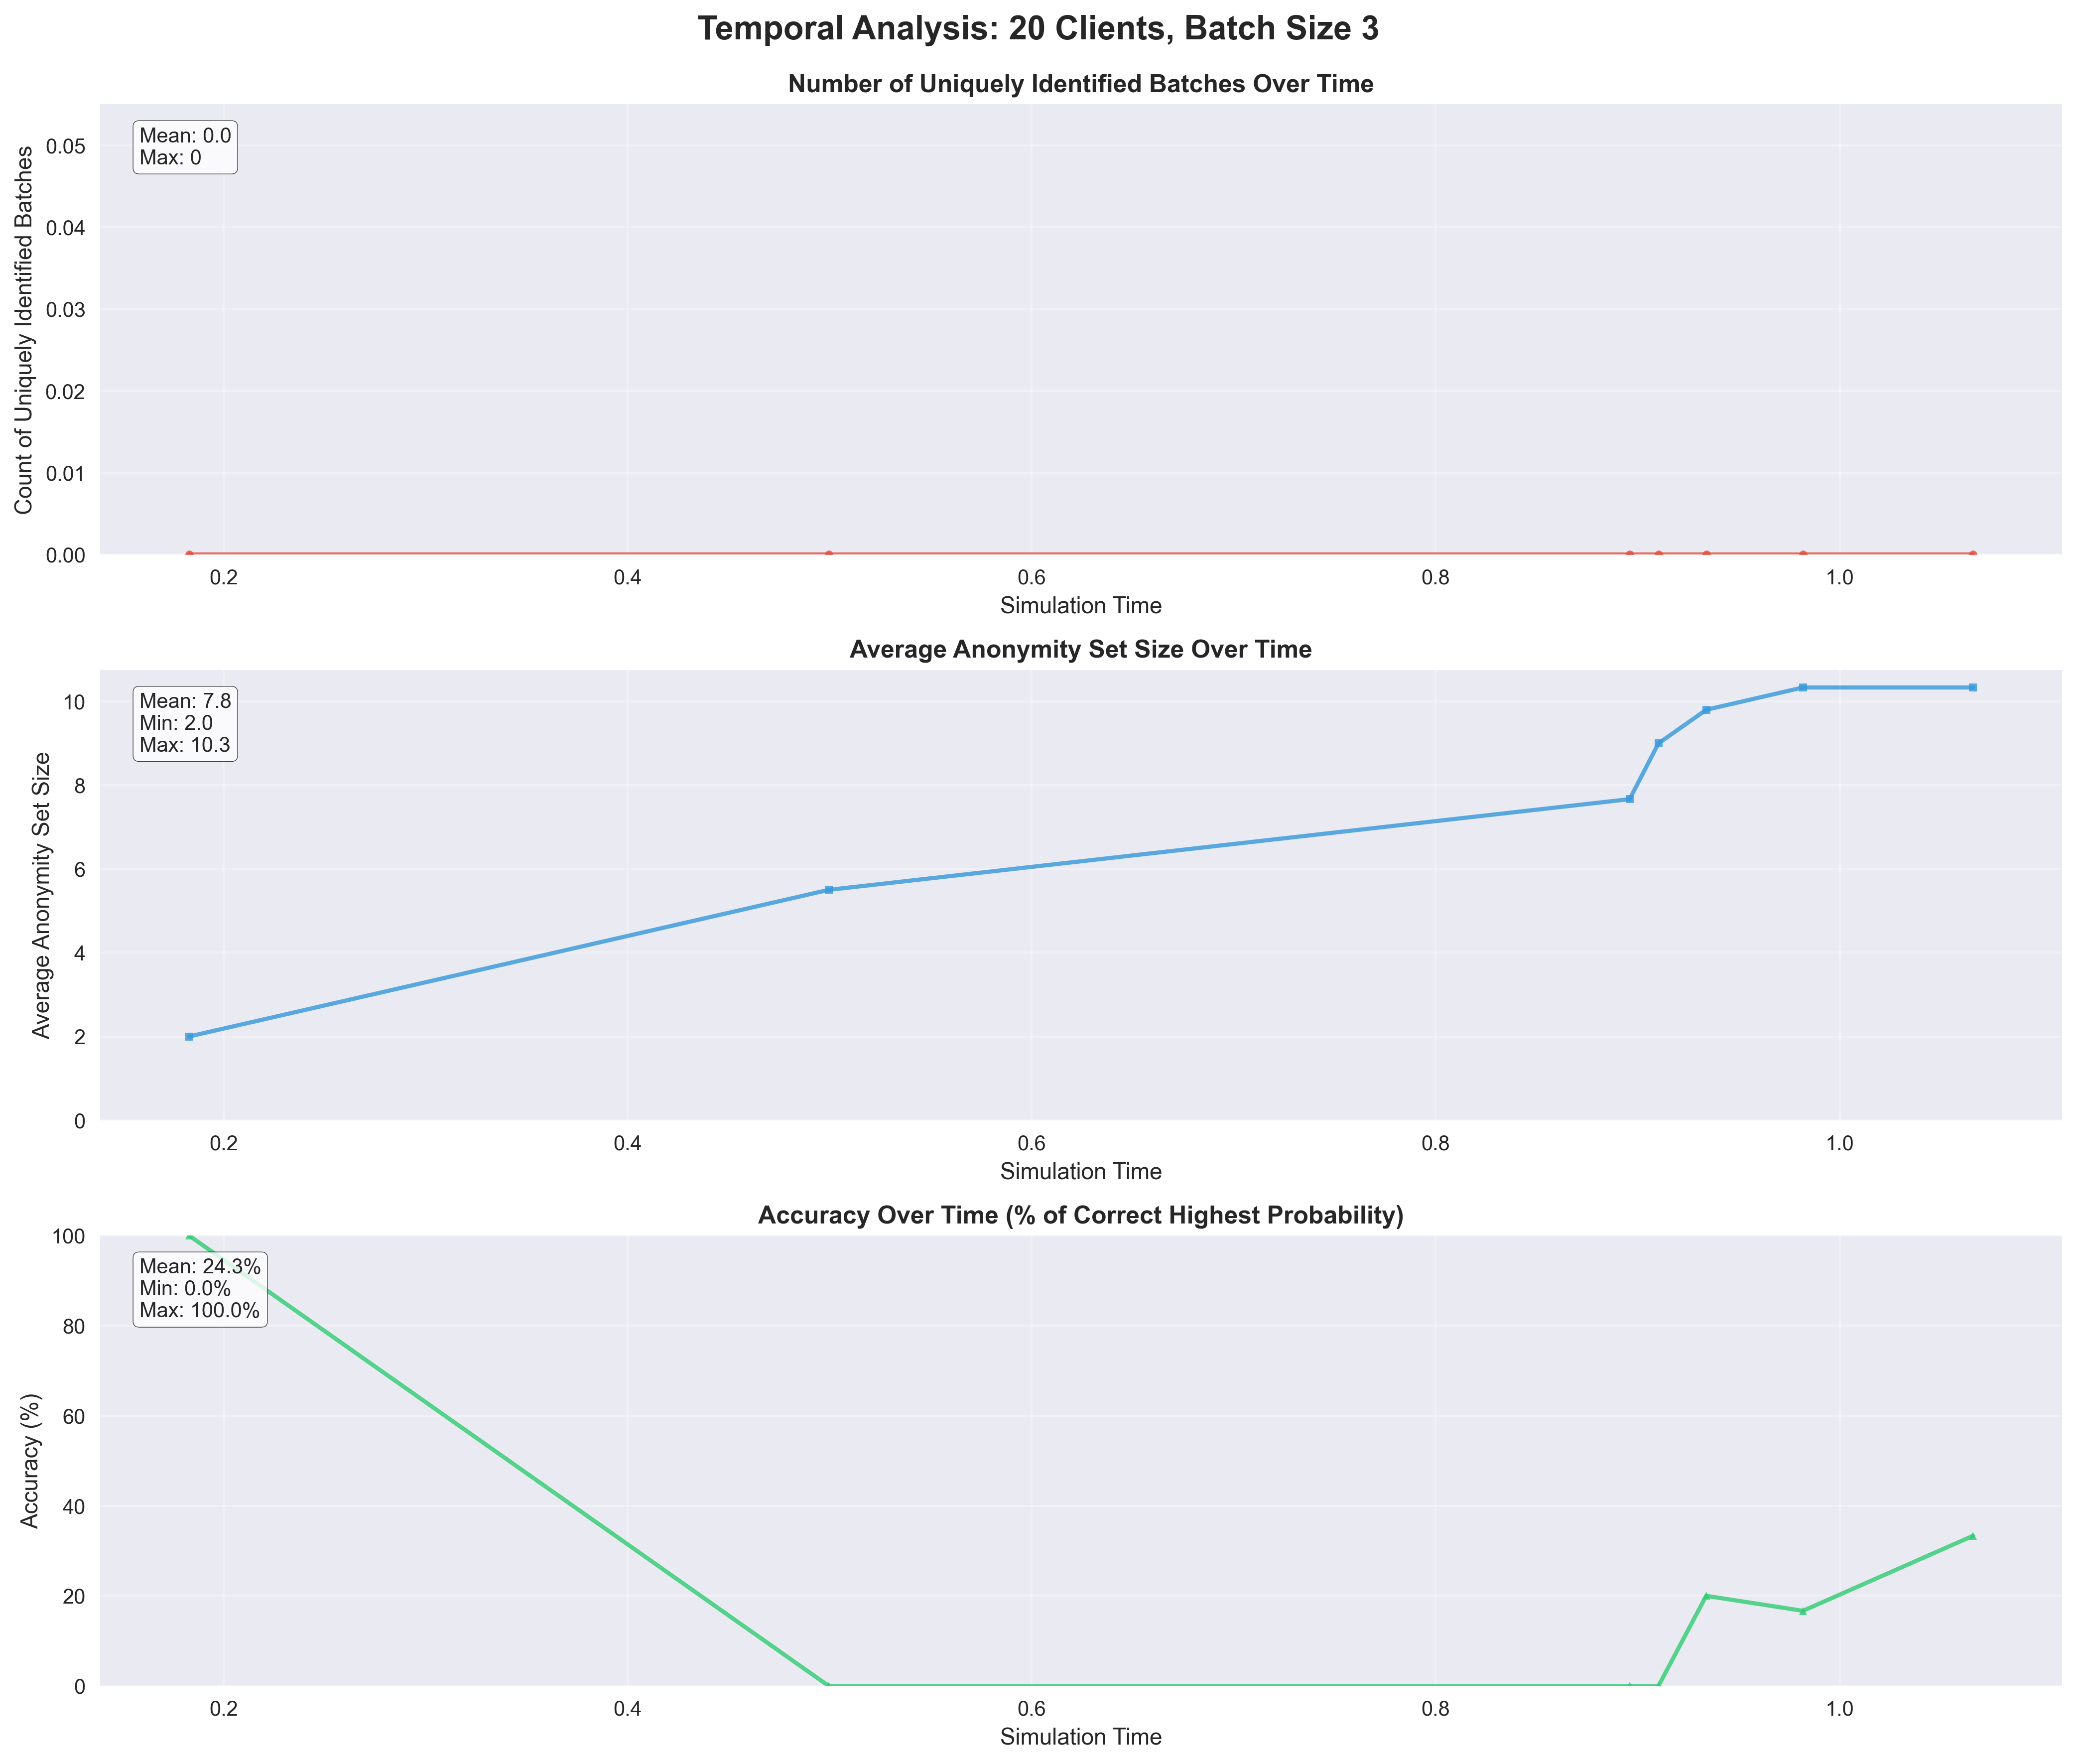 Temporal Analysis: 20 Clients, Batch Size 3
Number of Uniquely Identified Batches Over Time
Mean: 0.0
Max: 0
Count of Uniquely Identified Batches
0.05
0.04
0.03
0.02
0.01
0.00
0.2 0.4 0.6 0.8 1.0
Simulation Time
Average Anonymity Set Size Over Time
Mean: 7.8
Min: 2.0
Max: 10.3
Average Anonymity Set Size
10
8
6
4
2
0
0.2 0.4 0.6 0.8 1.0
Simulation Time
Accuracy Over Time (% of Correct Highest Probability)
Mean: 24.3%
Min: 0.0%
Max: 100.0%
Accuracy (%)
100
80
60
40
20
0
0.2 0.4 0.6 0.8 1.0
Simulation Time